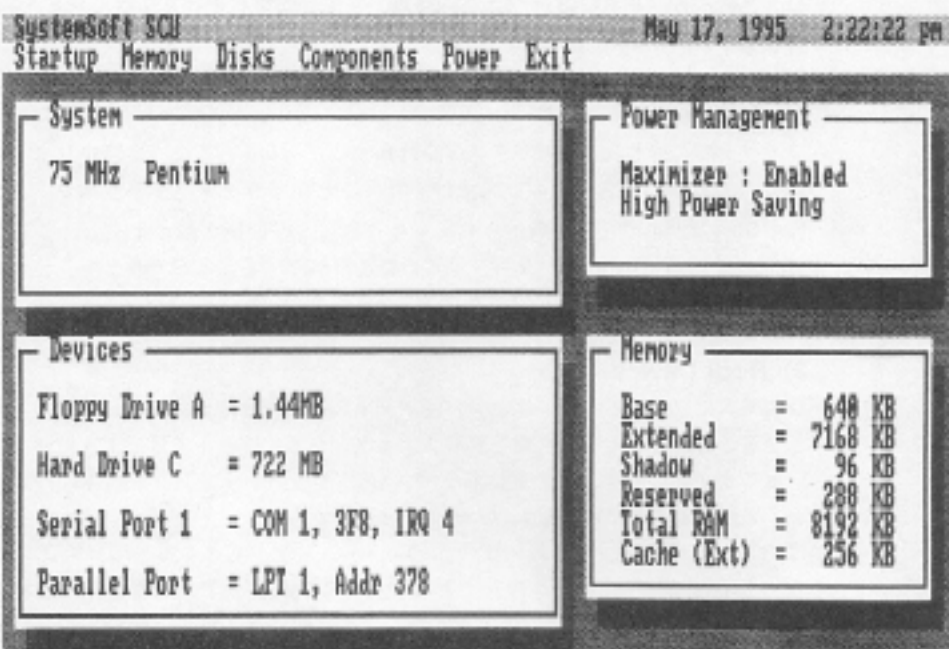 SystemSoft SCU May 17, 1995 2:22:22 pm
Startup Memory Disks Components Power Exit
System
75 MHz Pentium
Power Management
Maximizer : Enabled
High Power Saving
Devices
Floppy Drive A = 1.44MB
Hard Drive C = 722 MB
Serial Port 1 = COM 1, 3F8, IRQ 4
Parallel Port = LPT 1, Addr 378
Memory
Base = 640 KB
Extended = 7168 KB
Shadow = 96 KB
Reserved = 288 KB
Total RAM = 8192 KB
Cache (Ext) = 256 KB